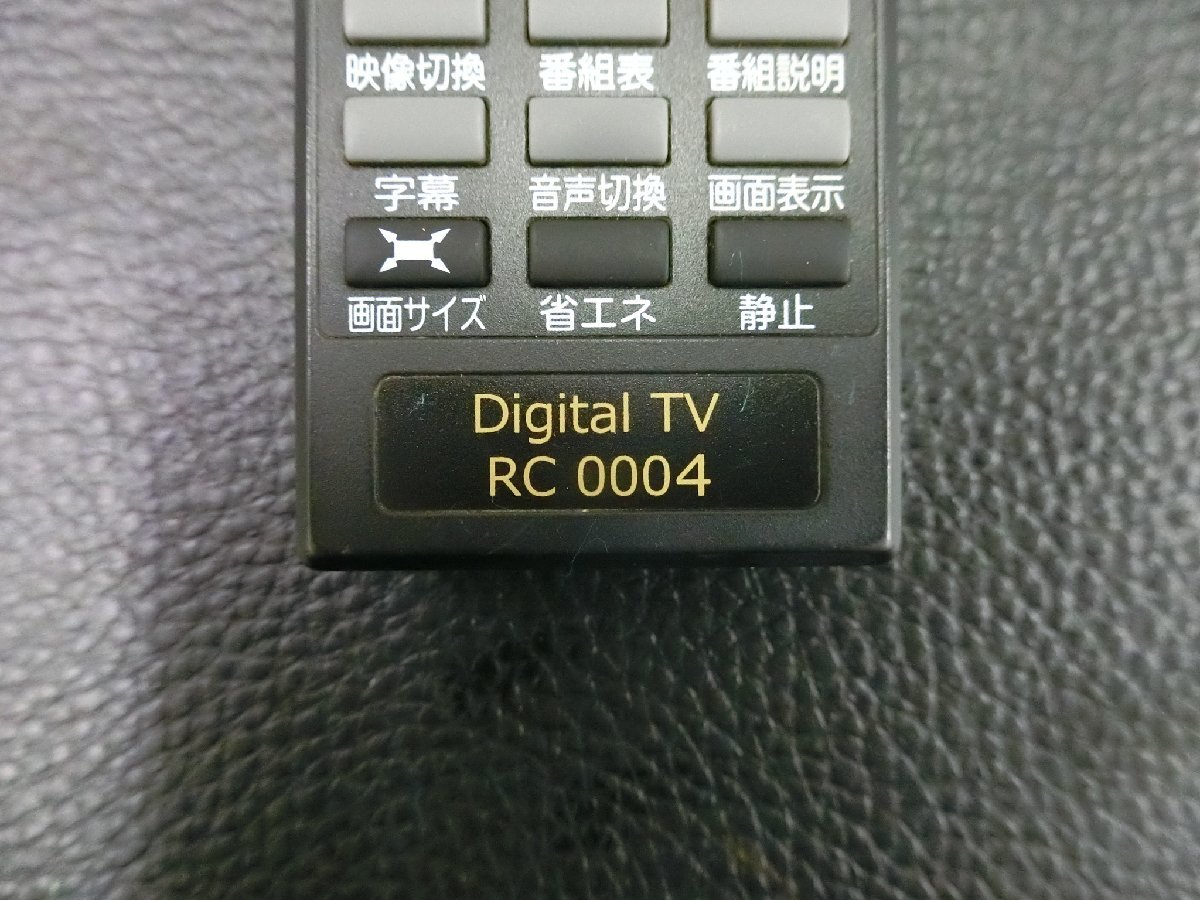 映像切換 番組表 番組説明
字幕 音声切換 画面表示
画面サイズ 省エネ 静止
Digital TV
RC 0004